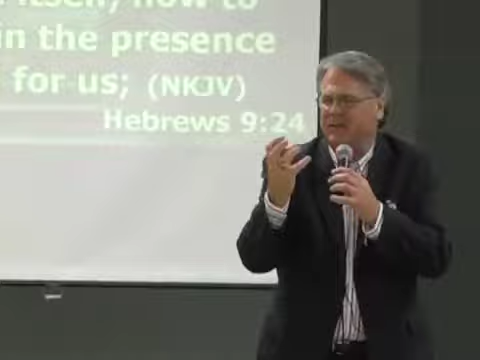 itself, now to
in the presence
for us; (NKJV)
Hebrews 9:24